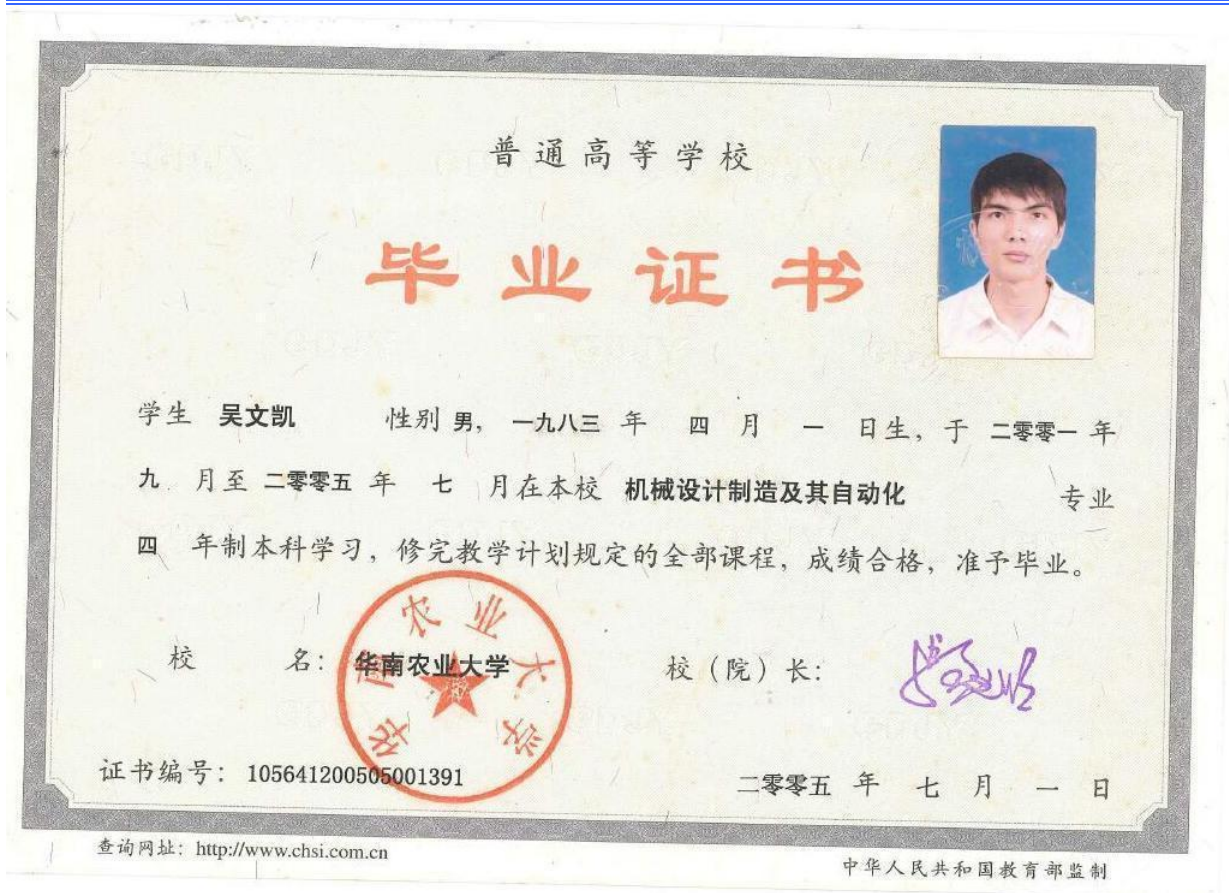 普通高等学校
毕业证书
学生 吴文凯 性别 男, 一九八三 年 四 月 一 日生, 于 二零零一 年
九 月至 二零零五 年 七 月在本校 机械设计制造及其自动化 专业
四 年制本科学习, 修完教学计划规定的全部课程, 成绩合格, 准予毕业。
华南农业大学
校 名: 华南农业大学 校 (院) 长:
证书编号: 105641200505001391 二零零五 年 七 月 一 日
查询网址: http://www.chsi.com.cn 中华人民共和国教育部监制